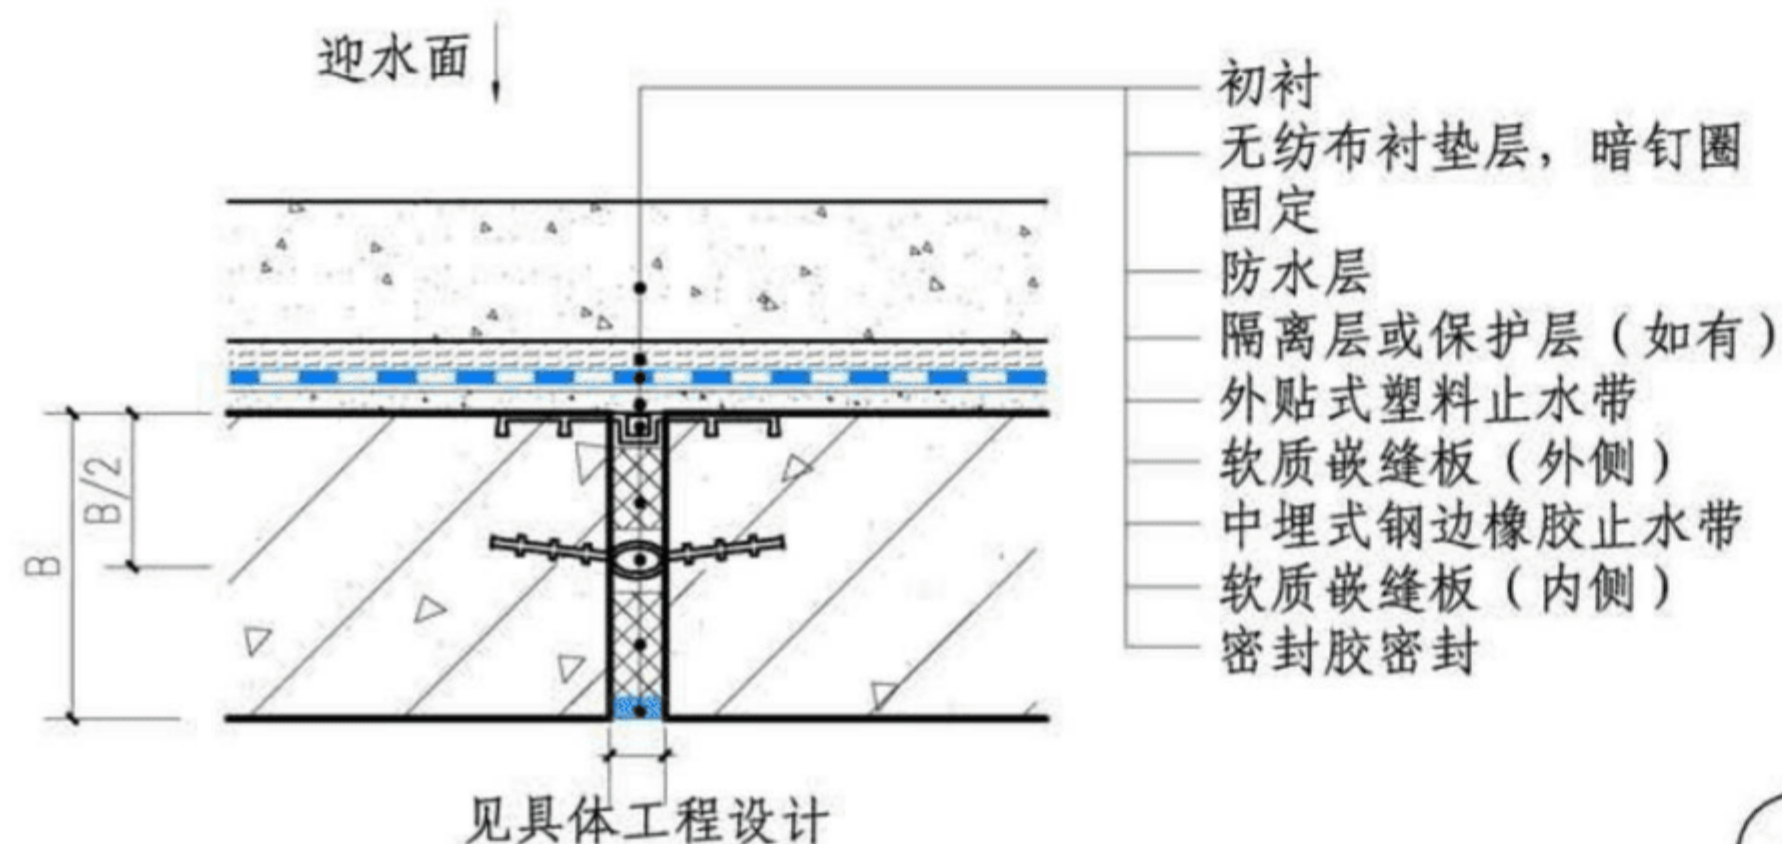 迎水面
初衬
无纺布衬垫层，暗钉圈
固定
防水层
隔离层或保护层（如有）
外贴式塑料止水带
软质嵌缝板（外侧）
中埋式钢边橡胶止水带
软质嵌缝板（内侧）
密封胶密封
B/2
B
见具体工程设计